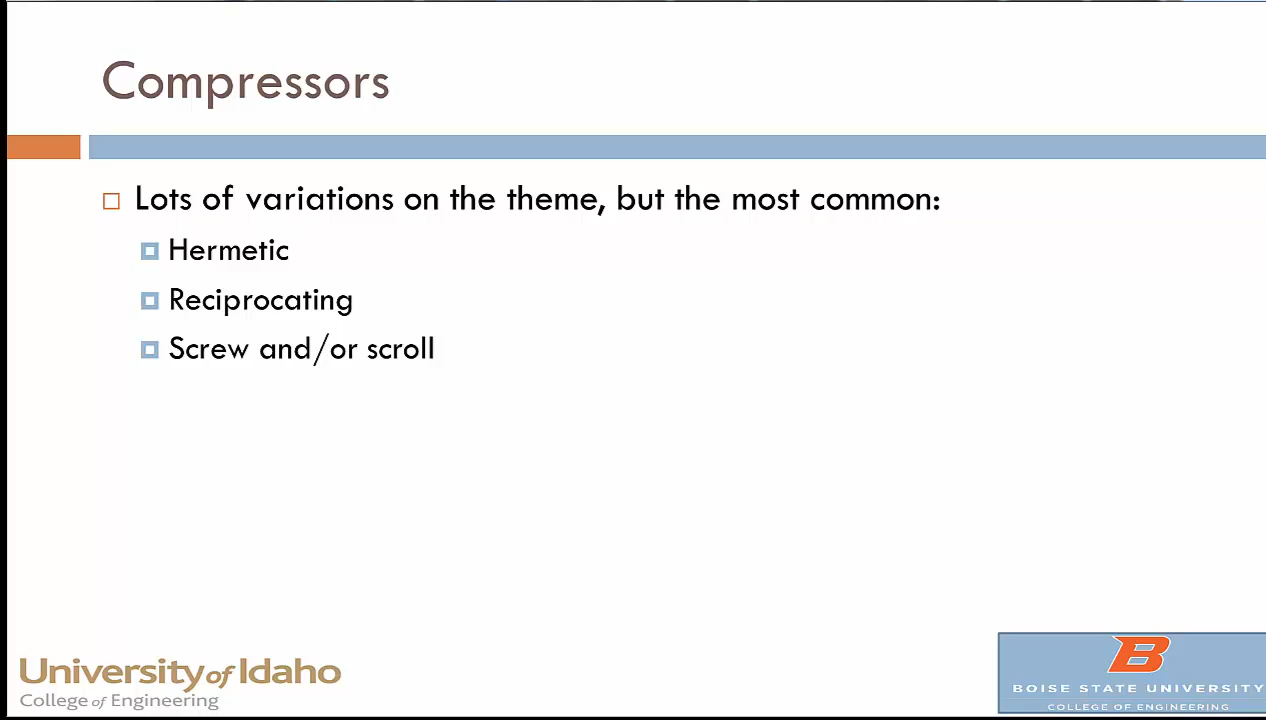 Compressors
Lots of variations on the theme, but the most common:
Hermetic
Reciprocating
Screw and/or scroll
University of Idaho
College of Engineering
B
BOISE STATE UNIVERSITY
COLLEGE OF ENGINEERING